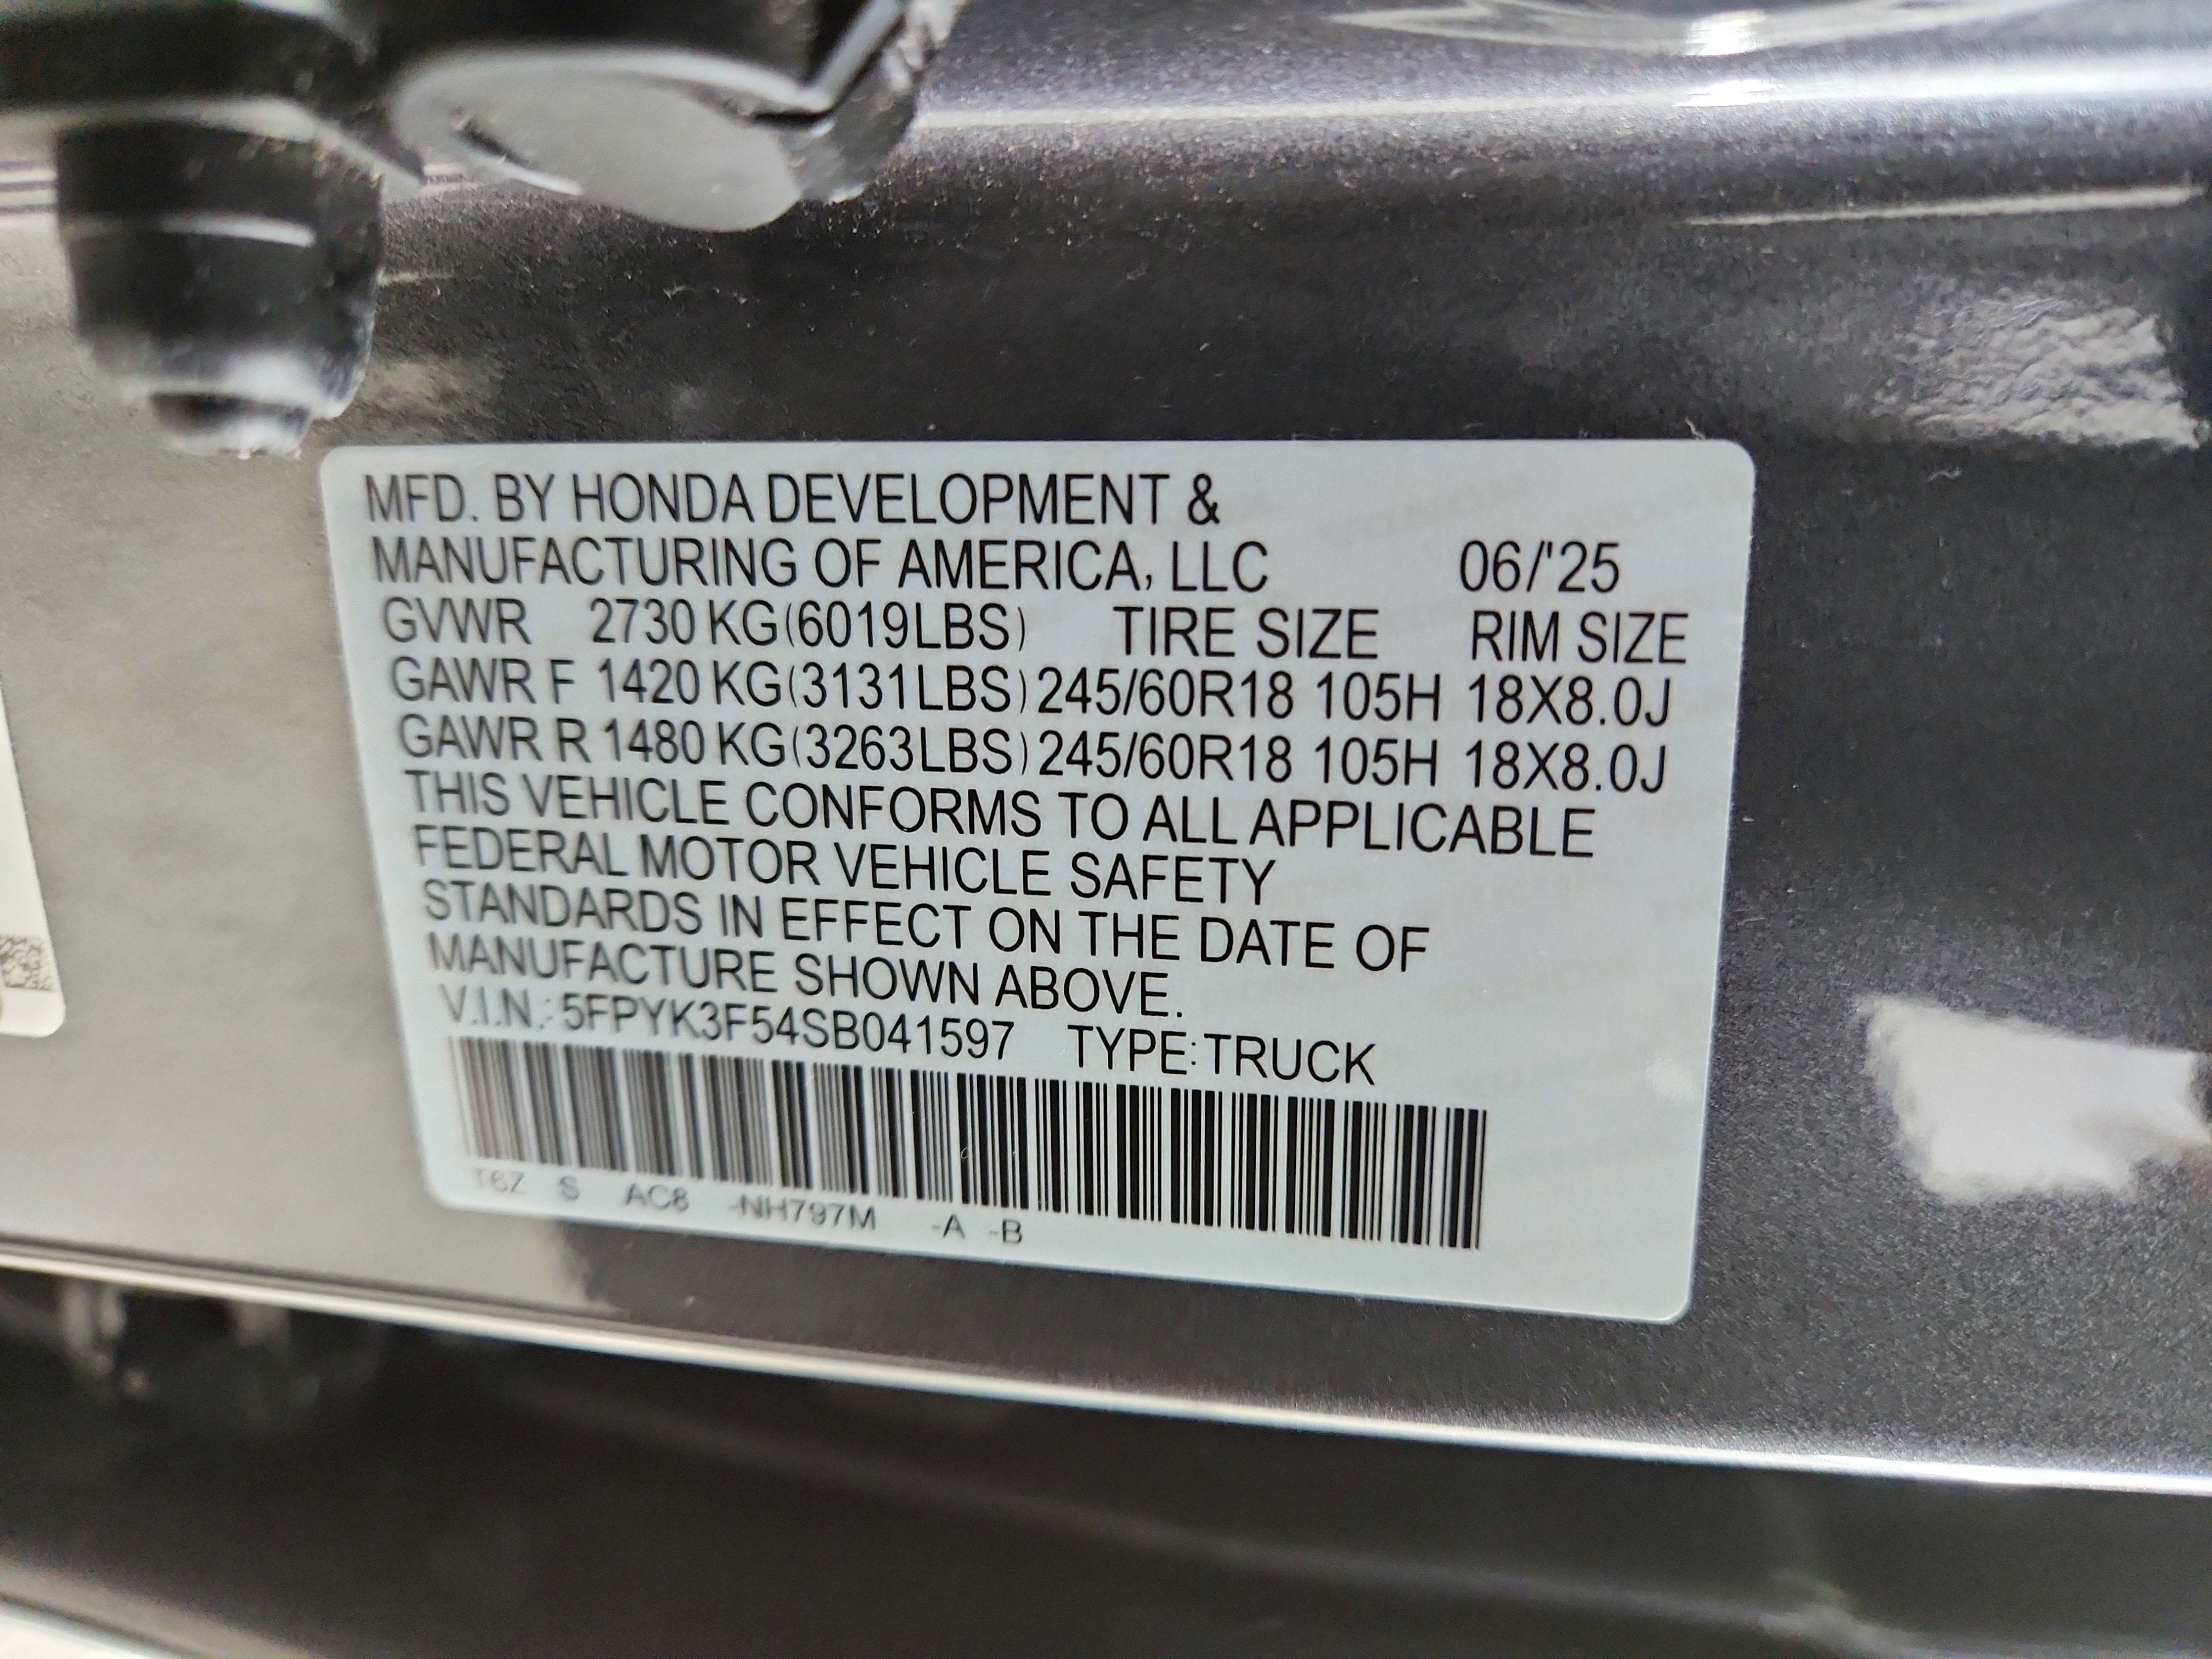 MFD. BY HONDA DEVELOPMENT &
MANUFACTURING OF AMERICA, LLC 06/'25
GVWR 2730 KG(6019LBS) TIRE SIZE RIM SIZE
GAWR F 1420 KG(3131LBS) 245/60R18 105H 18X8.0J
GAWR R 1480 KG(3263LBS) 245/60R18 105H 18X8.0J
THIS VEHICLE CONFORMS TO ALL APPLICABLE
FEDERAL MOTOR VEHICLE SAFETY
STANDARDS IN EFFECT ON THE DATE OF
MANUFACTURE SHOWN ABOVE.
V.I.N.: 5FPYK3F54SB041597 TYPE:TRUCK
T6Z S AC8 -NH797M -A -B